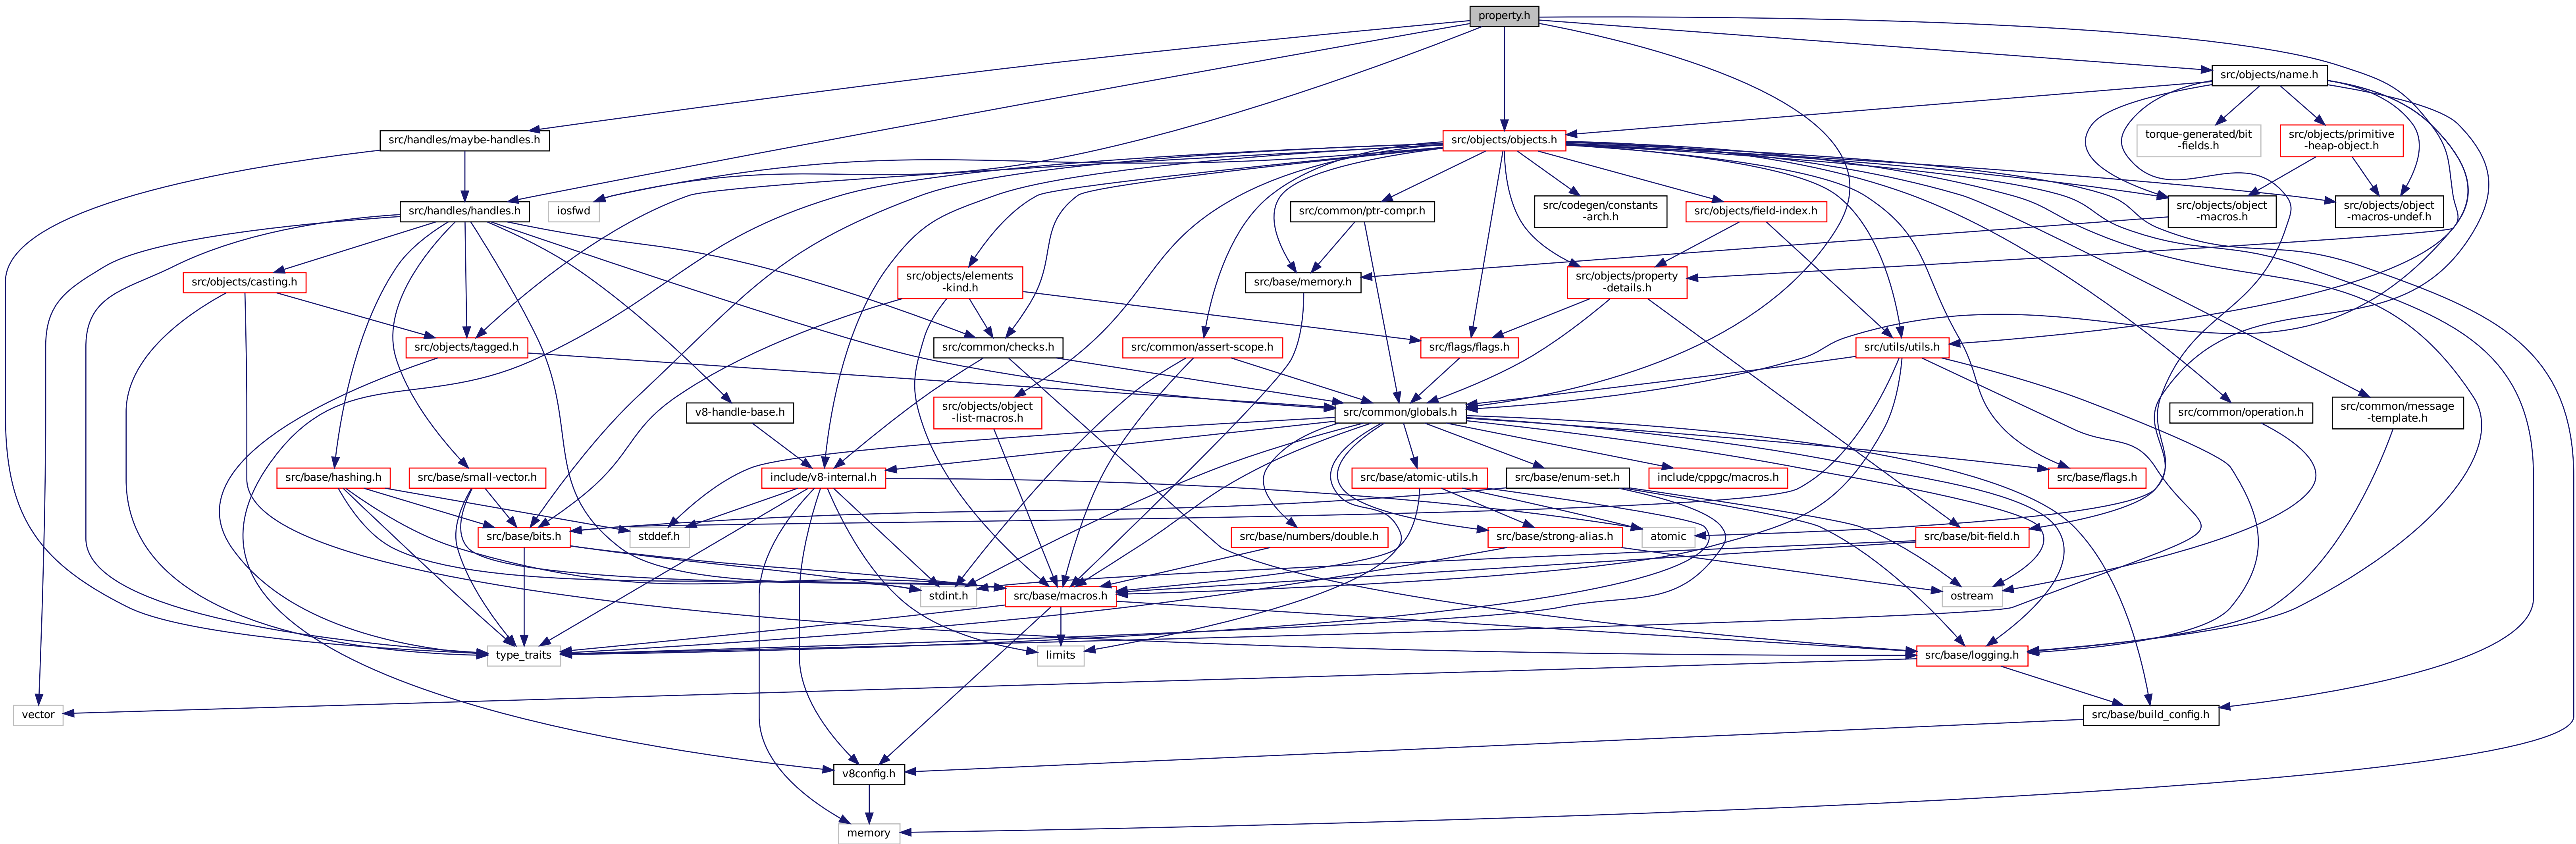 property.h
src/objects/name.h
src/handles/maybe-handles.h
src/objects/objects.h
torque-generated/bit
-fields.h
src/objects/primitive
-heap-object.h
src/handles/handles.h
iosfwd
src/common/ptr-compr.h
src/codegen/constants
-arch.h
src/objects/field-index.h
src/objects/object
-macros.h
src/objects/object
-macros-undef.h
src/objects/casting.h
src/objects/elements
-kind.h
src/base/memory.h
src/objects/property
-details.h
src/objects/tagged.h
src/common/checks.h
src/common/assert-scope.h
src/flags/flags.h
src/utils/utils.h
v8-handle-base.h
src/objects/object
-list-macros.h
src/common/globals.h
src/common/operation.h
src/common/message
-template.h
src/base/hashing.h
src/base/small-vector.h
include/v8-internal.h
src/base/atomic-utils.h
src/base/enum-set.h
include/cppgc/macros.h
src/base/flags.h
src/base/bits.h
stddef.h
src/base/numbers/double.h
src/base/strong-alias.h
atomic
src/base/bit-field.h
stdint.h
src/base/macros.h
ostream
type_traits
limits
src/base/logging.h
vector
src/base/build_config.h
v8config.h
memory